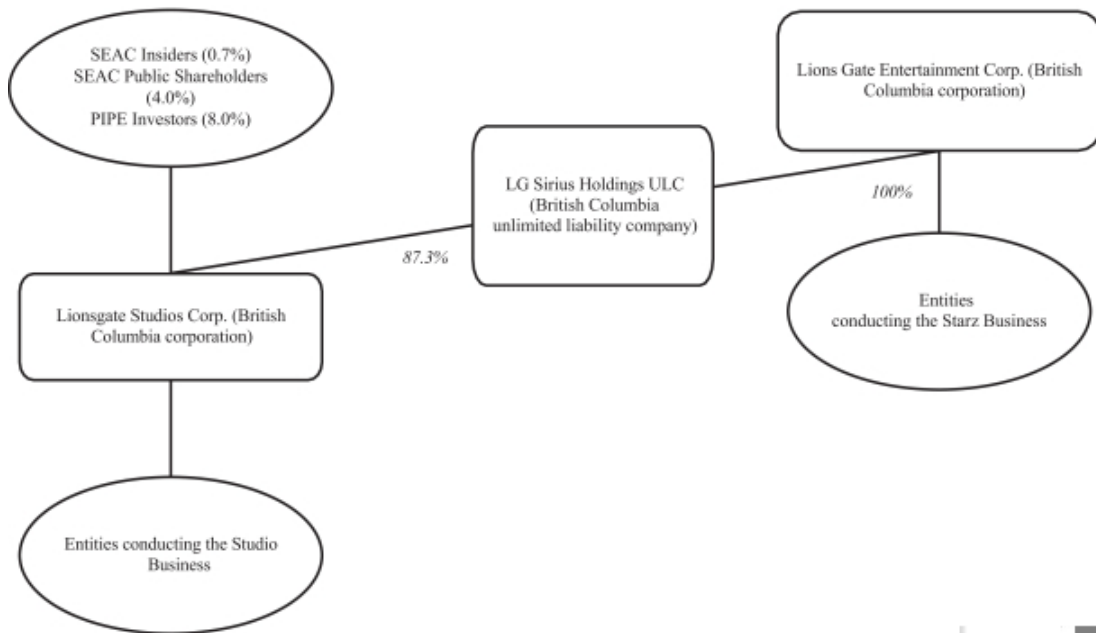 SEAC Insiders (0.7%)
SEAC Public Shareholders
(4.0%)
PIPE Investors (8.0%)
Lions Gate Entertainment Corp. (British
Columbia corporation)
LG Sirius Holdings ULC
(British Columbia
unlimited liability company)
100%
87.3%
Lionsgate Studios Corp. (British
Columbia corporation)
Entities
conducting the Starz Business
Entities conducting the Studio
Business